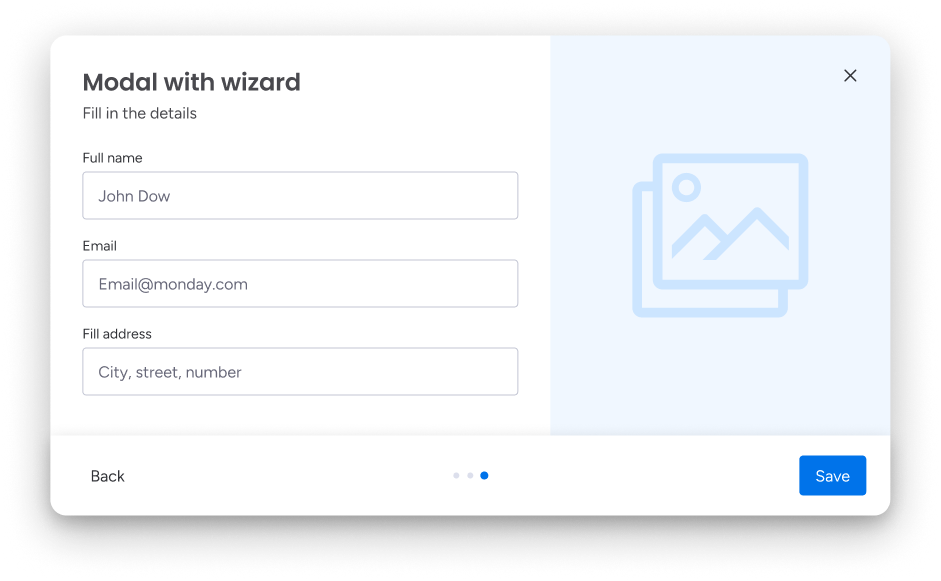 Modal with wizard
Fill in the details
Full name
John Dow
Email
Email@monday.com
Fill address
City, street, number
Back
Save